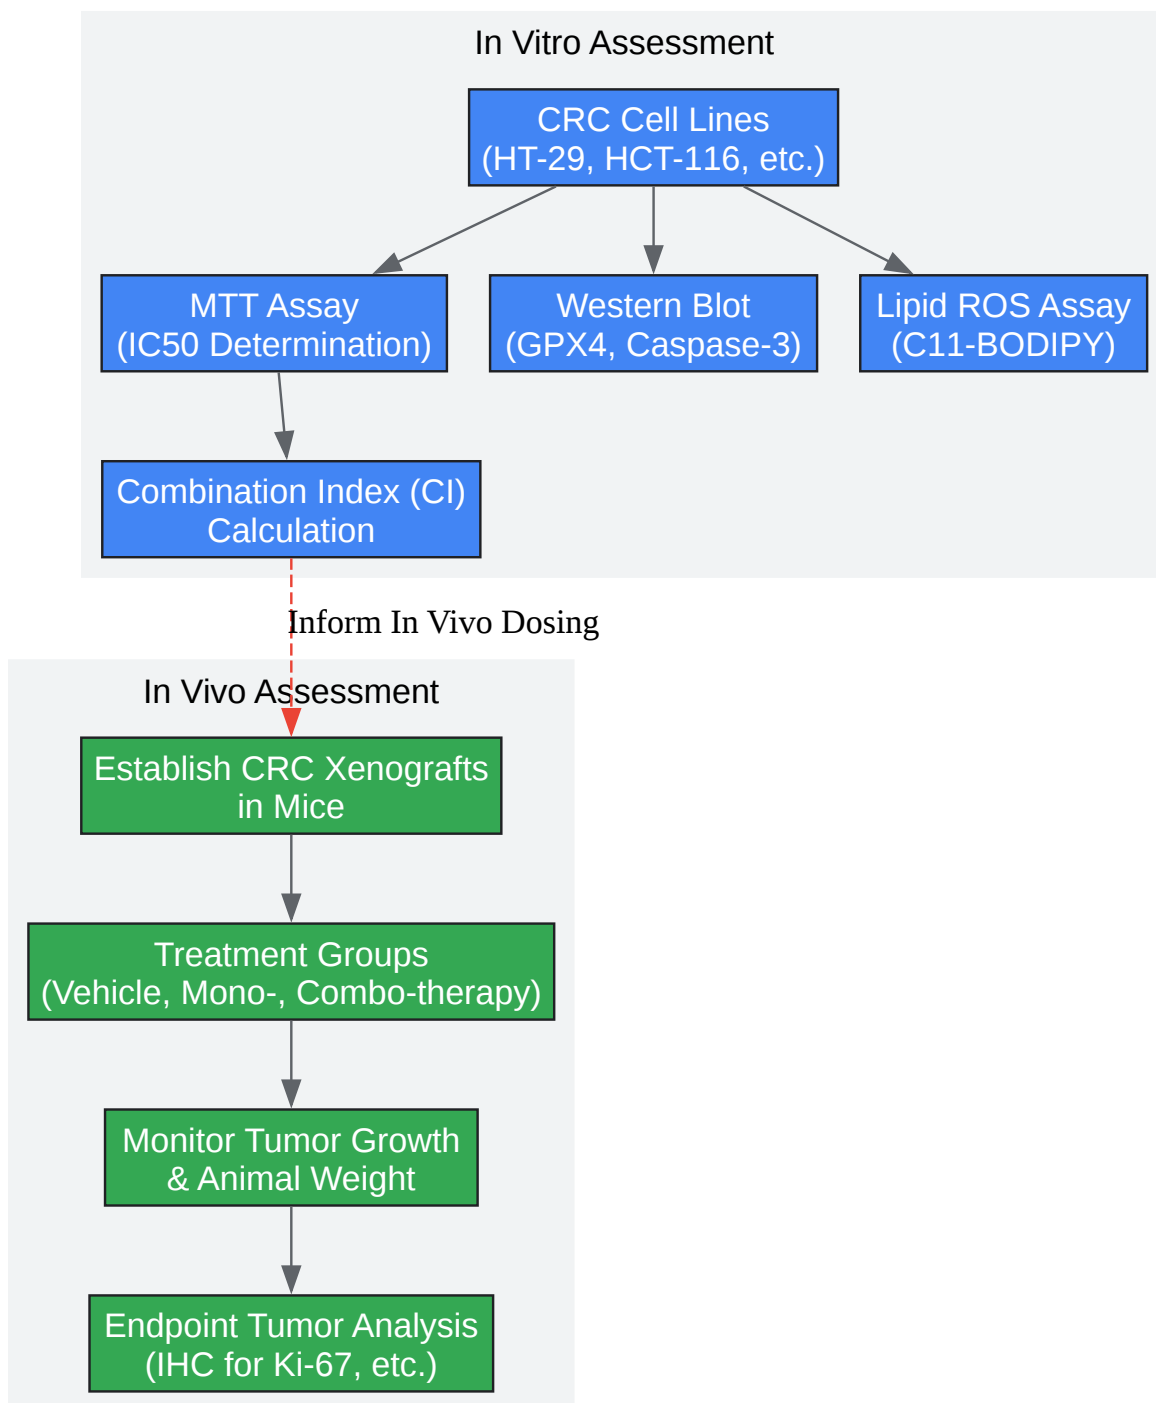 In Vitro Assessment
CRC Cell Lines
(HT-29, HCT-116, etc.)
MTT Assay
(IC50 Determination)
Western Blot
(GPX4, Caspase-3)
Lipid ROS Assay
(C11-BODIPY)
Combination Index (CI)
Calculation
Inform In Vivo Dosing
In Vivo Assessment
Establish CRC Xenografts
in Mice
Treatment Groups
(Vehicle, Mono-, Combo-therapy)
Monitor Tumor Growth
& Animal Weight
Endpoint Tumor Analysis
(IHC for Ki-67, etc.)